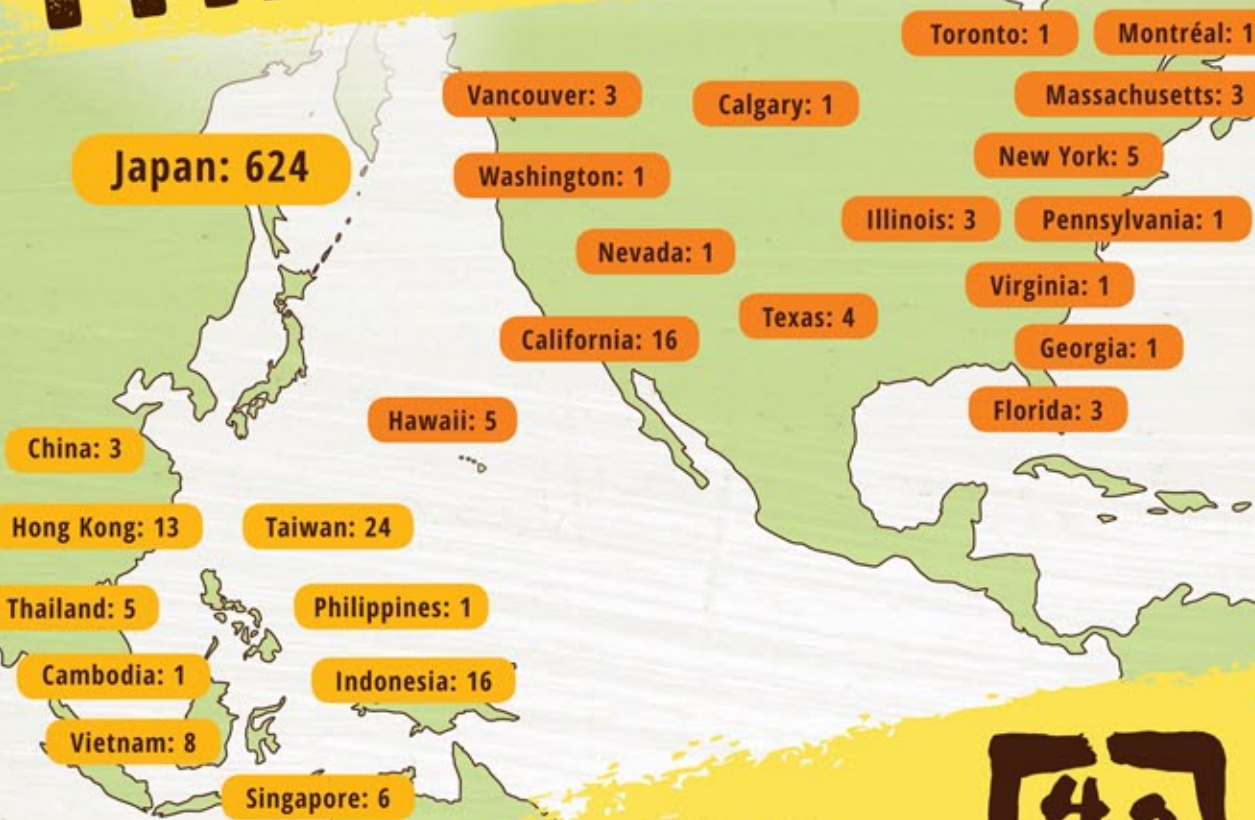 Toronto: 1
Montréal: 1
Vancouver: 3
Calgary: 1
Massachusetts: 3
Japan: 624
New York: 5
Washington: 1
Illinois: 3
Pennsylvania: 1
Nevada: 1
Virginia: 1
Texas: 4
California: 16
Georgia: 1
Hawaii: 5
Florida: 3
China: 3
Hong Kong: 13
Taiwan: 24
Thailand: 5
Philippines: 1
Cambodia: 1
Indonesia: 16
Vietnam: 8
Singapore: 6